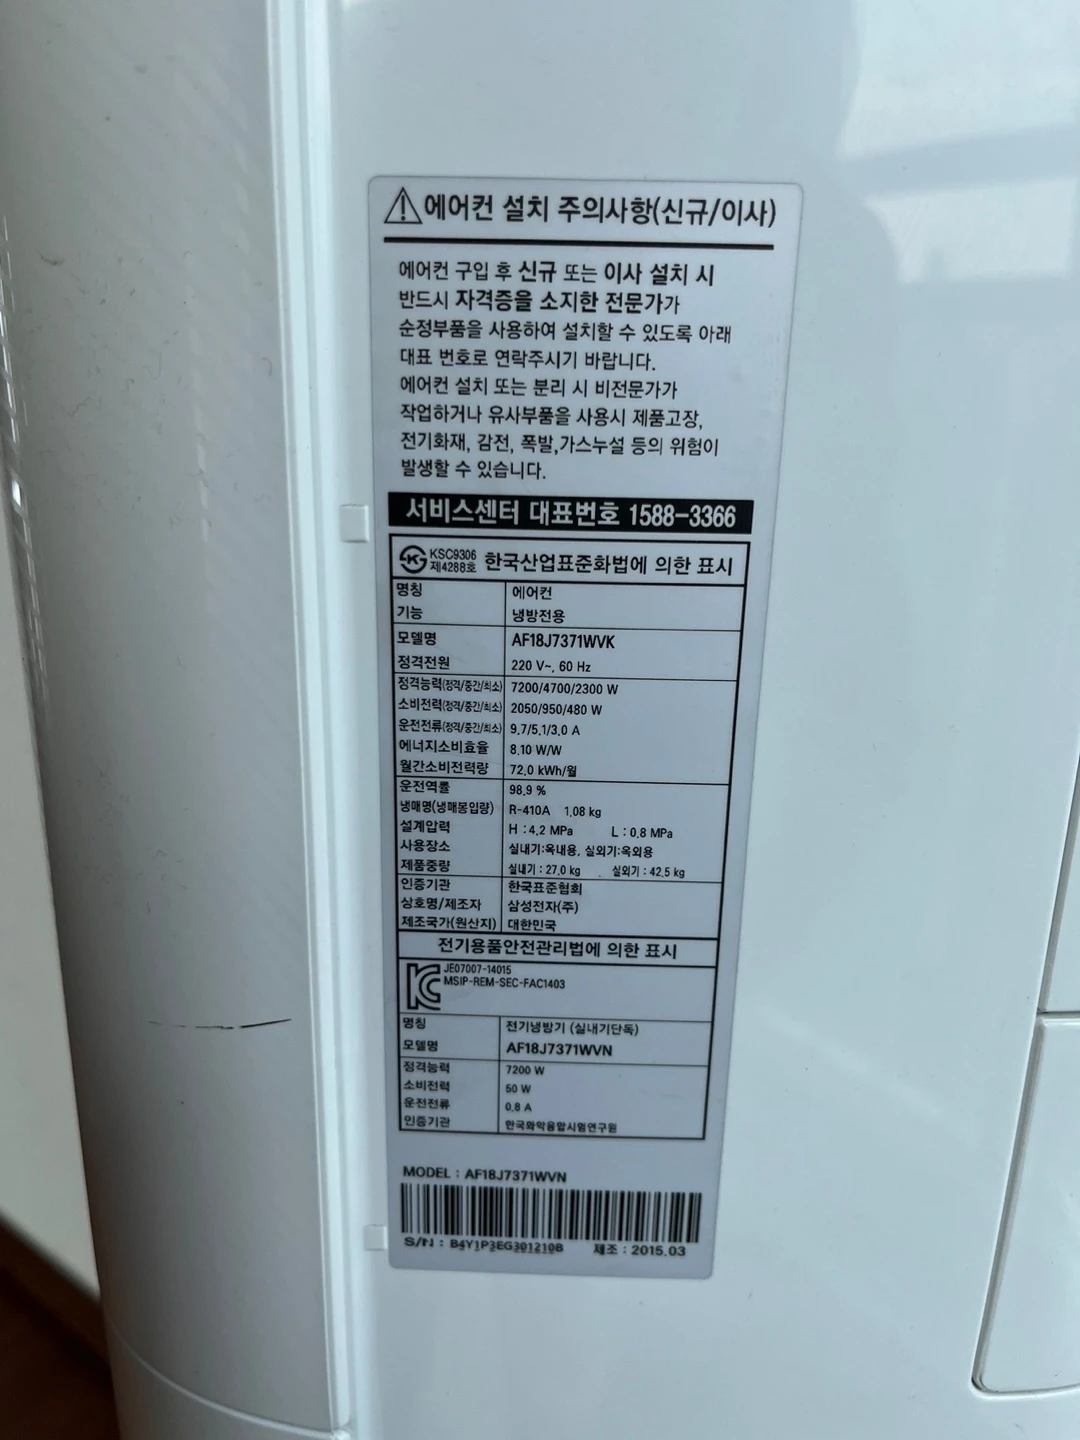 에어컨 설치 주의사항(신규/이사)
에어컨 구입 후 신규 또는 이사 설치 시
반드시 자격증을 소지한 전문가가
순정부품을 사용하여 설치할 수 있도록 아래
대표 번호로 연락주시기 바랍니다.
에어컨 설치 또는 분리 시 비전문가가
작업하거나 유사부품을 사용시 제품고장,
전기화재, 감전, 폭발,가스누설 등의 위험이
발생할 수 있습니다.
서비스센터 대표번호 1588-3366
KSC9306
제4288호 한국산업표준화법에 의한 표시
명칭 에어컨
기능 냉방전용
모델명 AF18J7371WVK
정격전원 220 V~, 60 Hz
정격능력(정격/중간/최소) 7200/4700/2300 W
소비전력(정격/중간/최소) 2050/950/480 W
운전전류(정격/중간/최소) 9.7/5.1/3.0 A
에너지소비효율 8.10 W/W
월간소비전력량 72.0 kWh/월
운전역률 98.9 %
냉매명(냉매봉입량) R-410A 1.08 kg
설계압력 H : 4.2 MPa L : 0.8 MPa
사용장소 실내기:옥내용, 실외기:옥외용
제품중량 실내기 : 27.0 kg 실외기 : 42.5 kg
인증기관 한국표준협회
상호명/제조자 삼성전자(주)
제조국가(원산지) 대한민국
전기용품안전관리법에 의한 표시
JE07007-14015
MSIP-REM-SEC-FAC1403
명칭 전기냉방기 (실내기단독)
모델명 AF18J7371WVN
정격능력 7200 W
소비전력 50 W
운전전류 0.8 A
인증기관 한국화학융합시험연구원
MODEL : AF18J7371WVN
S/N : B4Y1P3EG301210B 제조 : 2015.03